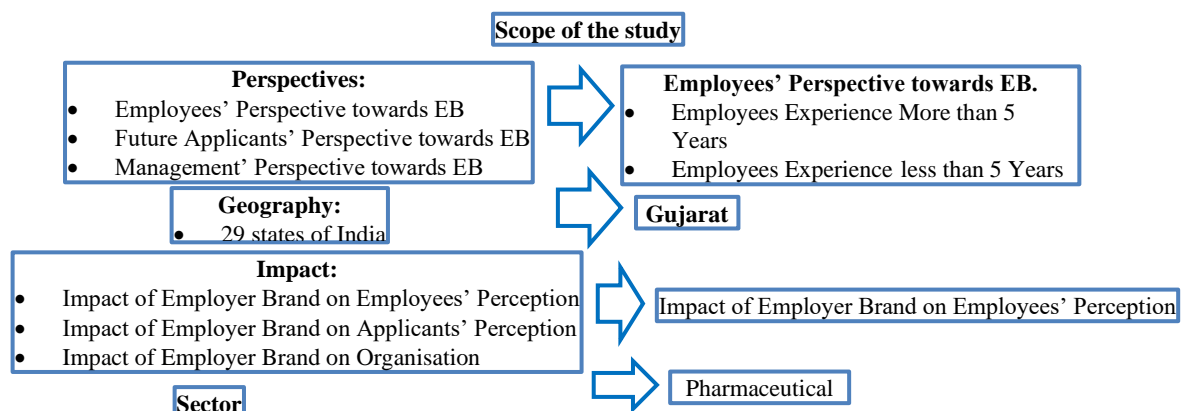 Scope of the study
Perspectives:
• Employees’ Perspective towards EB
• Future Applicants’ Perspective towards EB
• Management’ Perspective towards EB
Employees’ Perspective towards EB.
• Employees Experience More than 5
Years
• Employees Experience less than 5 Years
Geography:
• 29 states of India
Gujarat
Impact:
• Impact of Employer Brand on Employees’ Perception
• Impact of Employer Brand on Applicants’ Perception
• Impact of Employer Brand on Organisation
Impact of Employer Brand on Employees’ Perception
Sector
Pharmaceutical